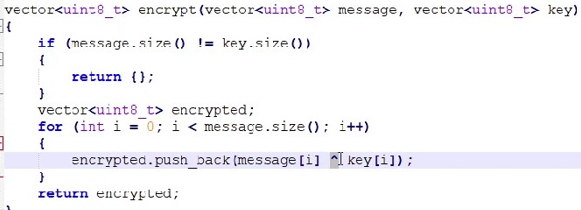 vector<uint8_t> encrypt(vector<uint8_t> message, vector<uint8_t> key)
{
if (message.size() != key.size())
{
return {};
}
vector<uint8_t> encrypted;
for (int i = 0; i < message.size(); i++)
{
encrypted.push_back(message[i] ^ key[i]);
}
return encrypted;
}